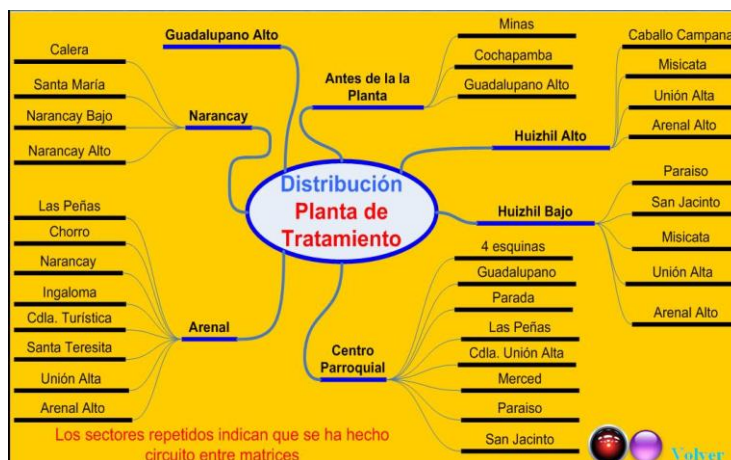 Guadalupano Alto
Calera
Santa María
Narancay Bajo
Narancay Alto
Narancay
Antes de la la
Planta
Minas
Cochapamba
Guadalupano Alto
Huizhil Alto
Caballo Campana
Misicata
Unión Alta
Arenal Alto
Distribución
Planta de
Tratamiento
Huizhil Bajo
Paraiso
San Jacinto
Misicata
Unión Alta
Arenal Alto
Las Peñas
Chorro
Narancay
Ingaloma
Cdla. Turística
Santa Teresita
Unión Alta
Arenal Alto
Arenal
Centro
Parroquial
4 esquinas
Guadalupano
Parada
Las Peñas
Cdla. Unión Alta
Merced
Paraiso
San Jacinto
Los sectores repetidos indican que se ha hecho
circuito entre matrices
Volver